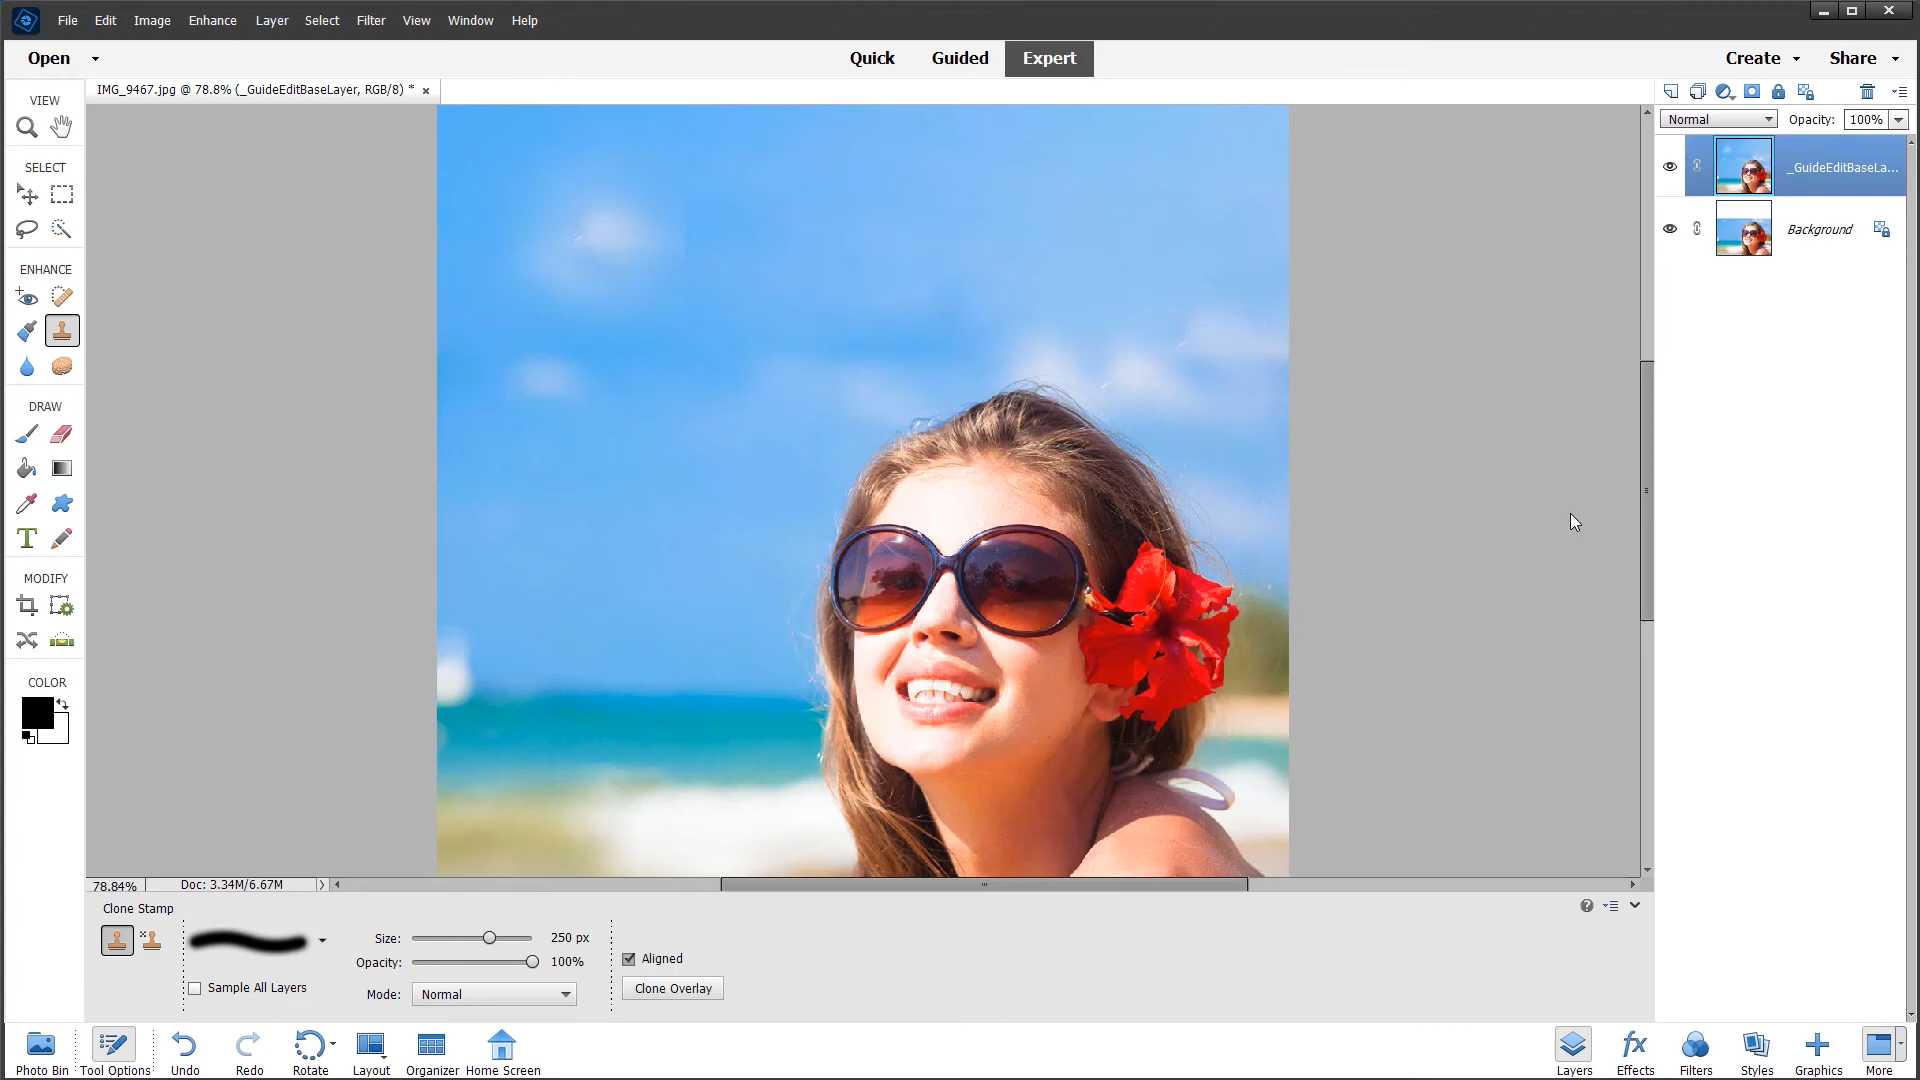 File Edit Image Enhance Layer Select Filter View Window Help
Open Quick Guided Expert Create Share
VIEW
IMG_9467.jpg @ 78.8% (_GuideEditBaseLayer, RGB/8) *
Normal Opacity: 100%
SELECT
_GuideEditBaseLa...
Background
ENHANCE
DRAW
T
MODIFY
COLOR
78.84% Doc: 3.34M/6.67M
Clone Stamp
Size: 250 px
Opacity: 100%
Aligned
Sample All Layers
Mode: Normal
Clone Overlay
fx
Photo Bin Tool Options Undo Redo Rotate Layout Organizer Home Screen Layers Effects Filters Styles Graphics More